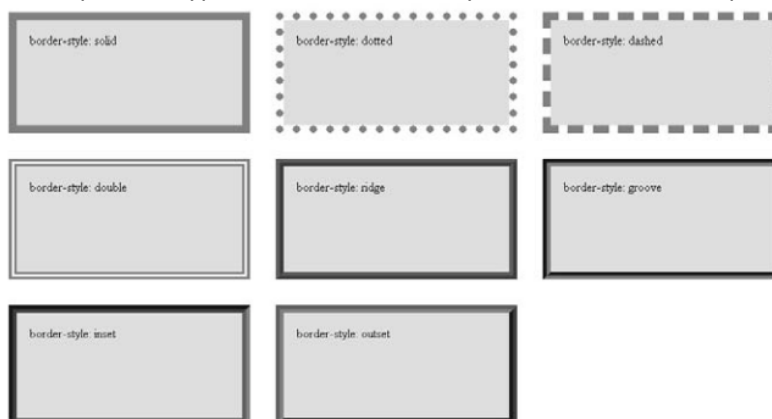 border-style: solid
border-style: dotted
border-style: dashed
border-style: double
border-style: ridge
border-style: groove
border-style: inset
border-style: outset